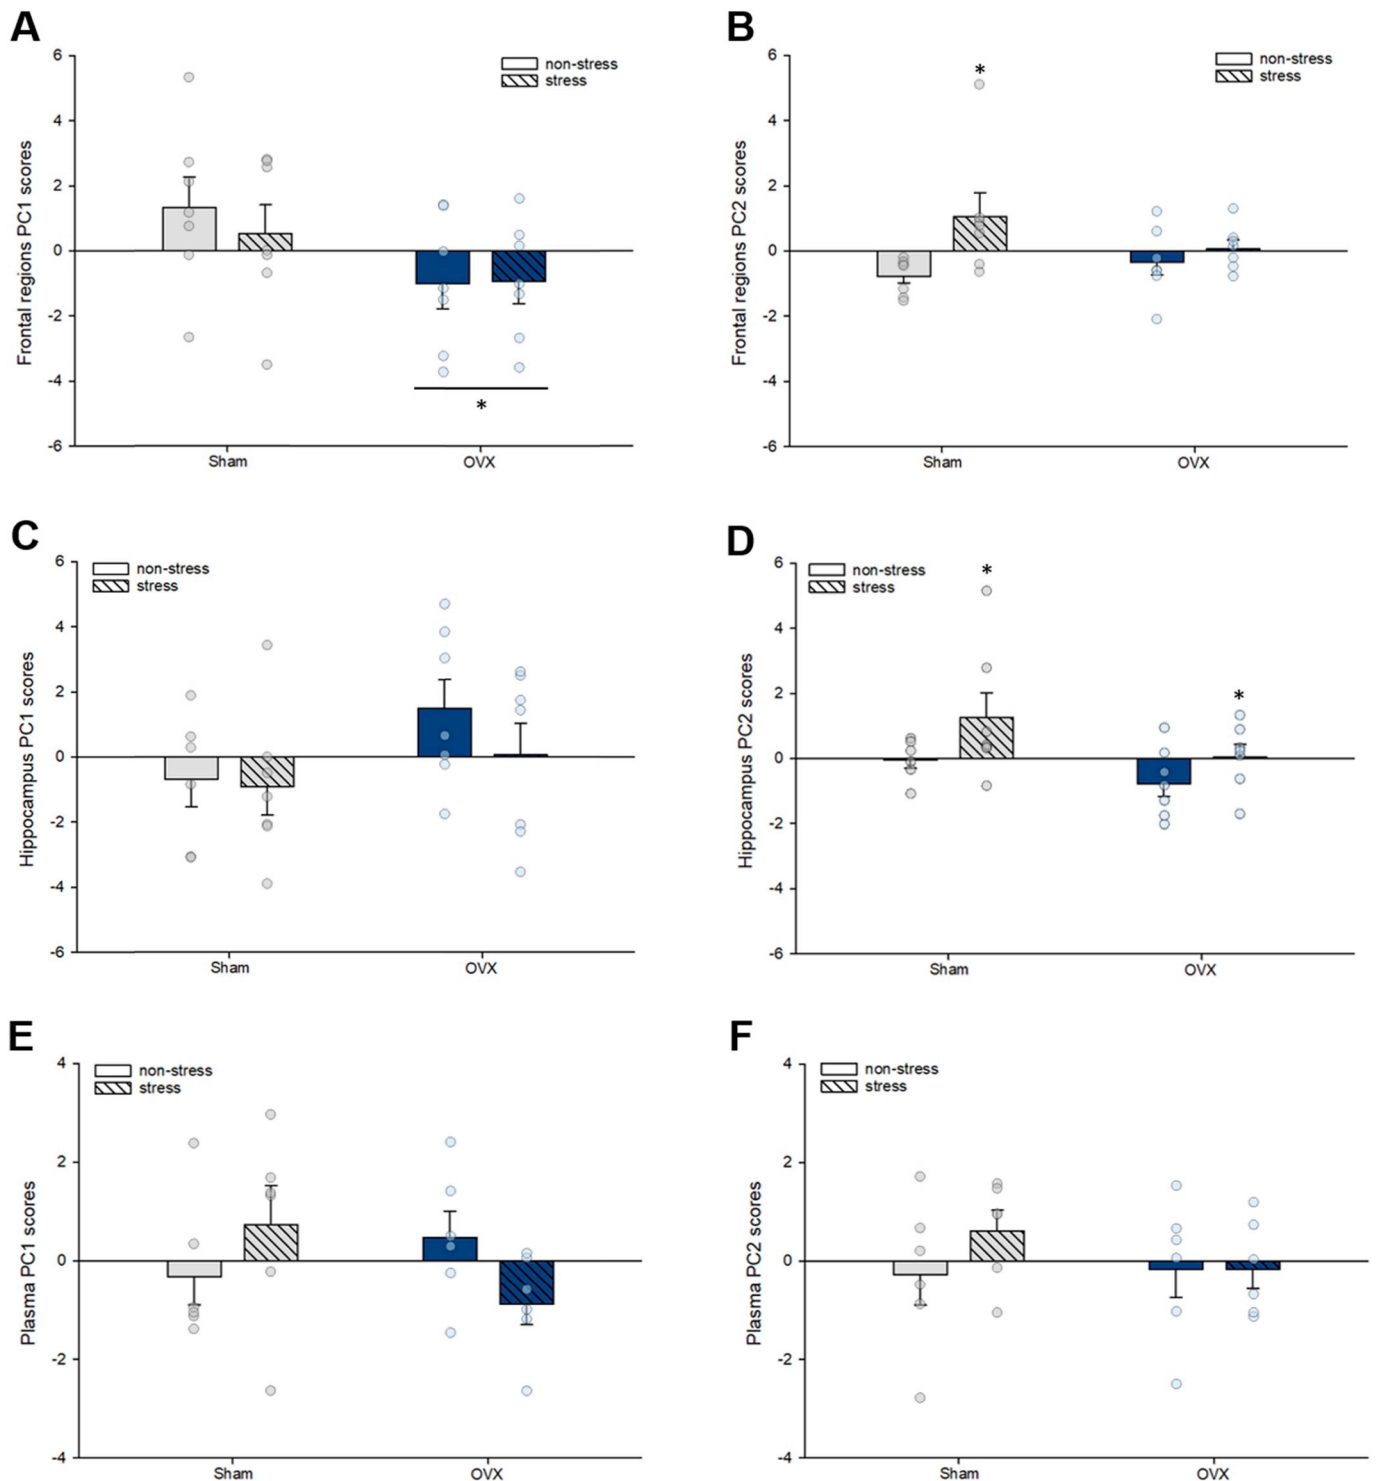 A
6
4
2
0
-2
-4
-6
Frontal regions PC1 scores
non-stress
stress
*
Sham
OVX
B
6
4
2
0
-2
-4
-6
Frontal regions PC2 scores
non-stress
stress
*
Sham
OVX
C
6
4
2
0
-2
-4
-6
Hippocampus PC1 scores
non-stress
stress
Sham
OVX
D
6
4
2
0
-2
-4
-6
Hippocampus PC2 scores
non-stress
stress
*
*
Sham
OVX
E
4
2
0
-2
-4
Plasma PC1 scores
non-stress
stress
Sham
OVX
F
4
2
0
-2
-4
Plasma PC2 scores
non-stress
stress
Sham
OVX